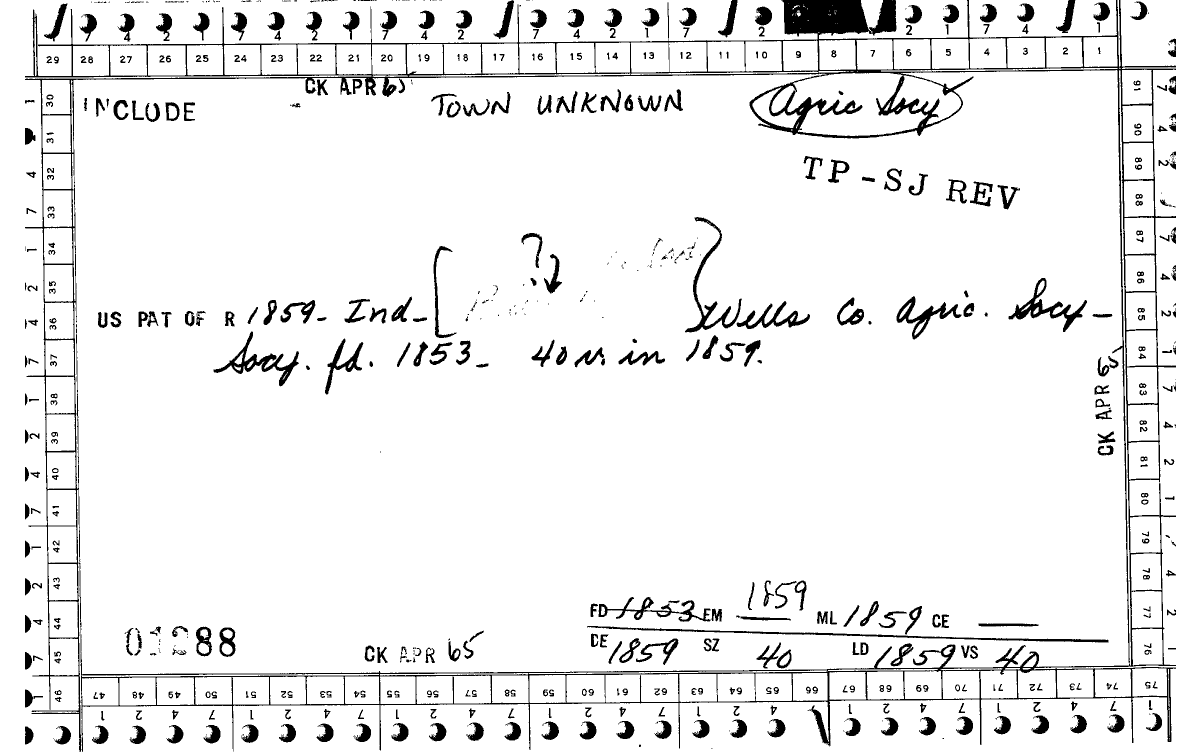 7 4 2 7 4 2 1 7 4 2 7 4 2 1 7 2 2 1 7 4 1
29 28 27 26 25 24 23 22 21 20 19 18 17 16 15 14 13 12 11 10 9 8 7 6 5 4 3 2 1
CK APR 65
INCLUDE TOWN UNKNOWN Agric Socy
TP-SJ REV
?
US PAT OF R 1859- Ind- [ ] Wells Co. Agric. Socy-
Socy. fd. 1853- 40 v. in 1859.
CK APR 65
FD 1853 EM 1859 ML 1859 CE
CE 1859 SZ 40 LD 1859 VS 40
01288 CK APR 65
30 31 32 33 34 35 36 37 38 39 40 41 42 43 44 45 46
91 90 89 88 87 86 85 84 83 82 81 80 79 78 77 76
47 48 49 50 51 52 53 54 55 56 57 58 59 60 61 62 63 64 65 66 67 68 69 70 71 72 73 74 75
1 2 4 7 1 2 4 7 1 2 4 7 1 2 4 7 1 2 4 1 2 4 7 1 2 4 7 1